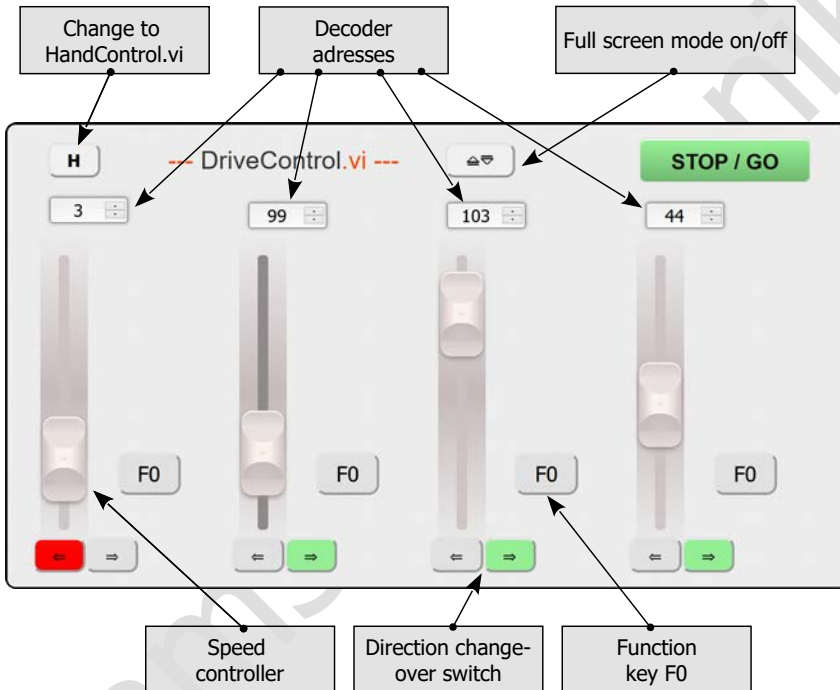 Change to
HandControl.vi
Decoder
adresses
Full screen mode on/off
H
--- DriveControl.vi ---
STOP / GO
3
99
103
44
F0
F0
F0
F0
⇐ ⇒
⇐ ⇒
⇐ ⇒
⇐ ⇒
Speed
controller
Direction change-
over switch
Function
key F0